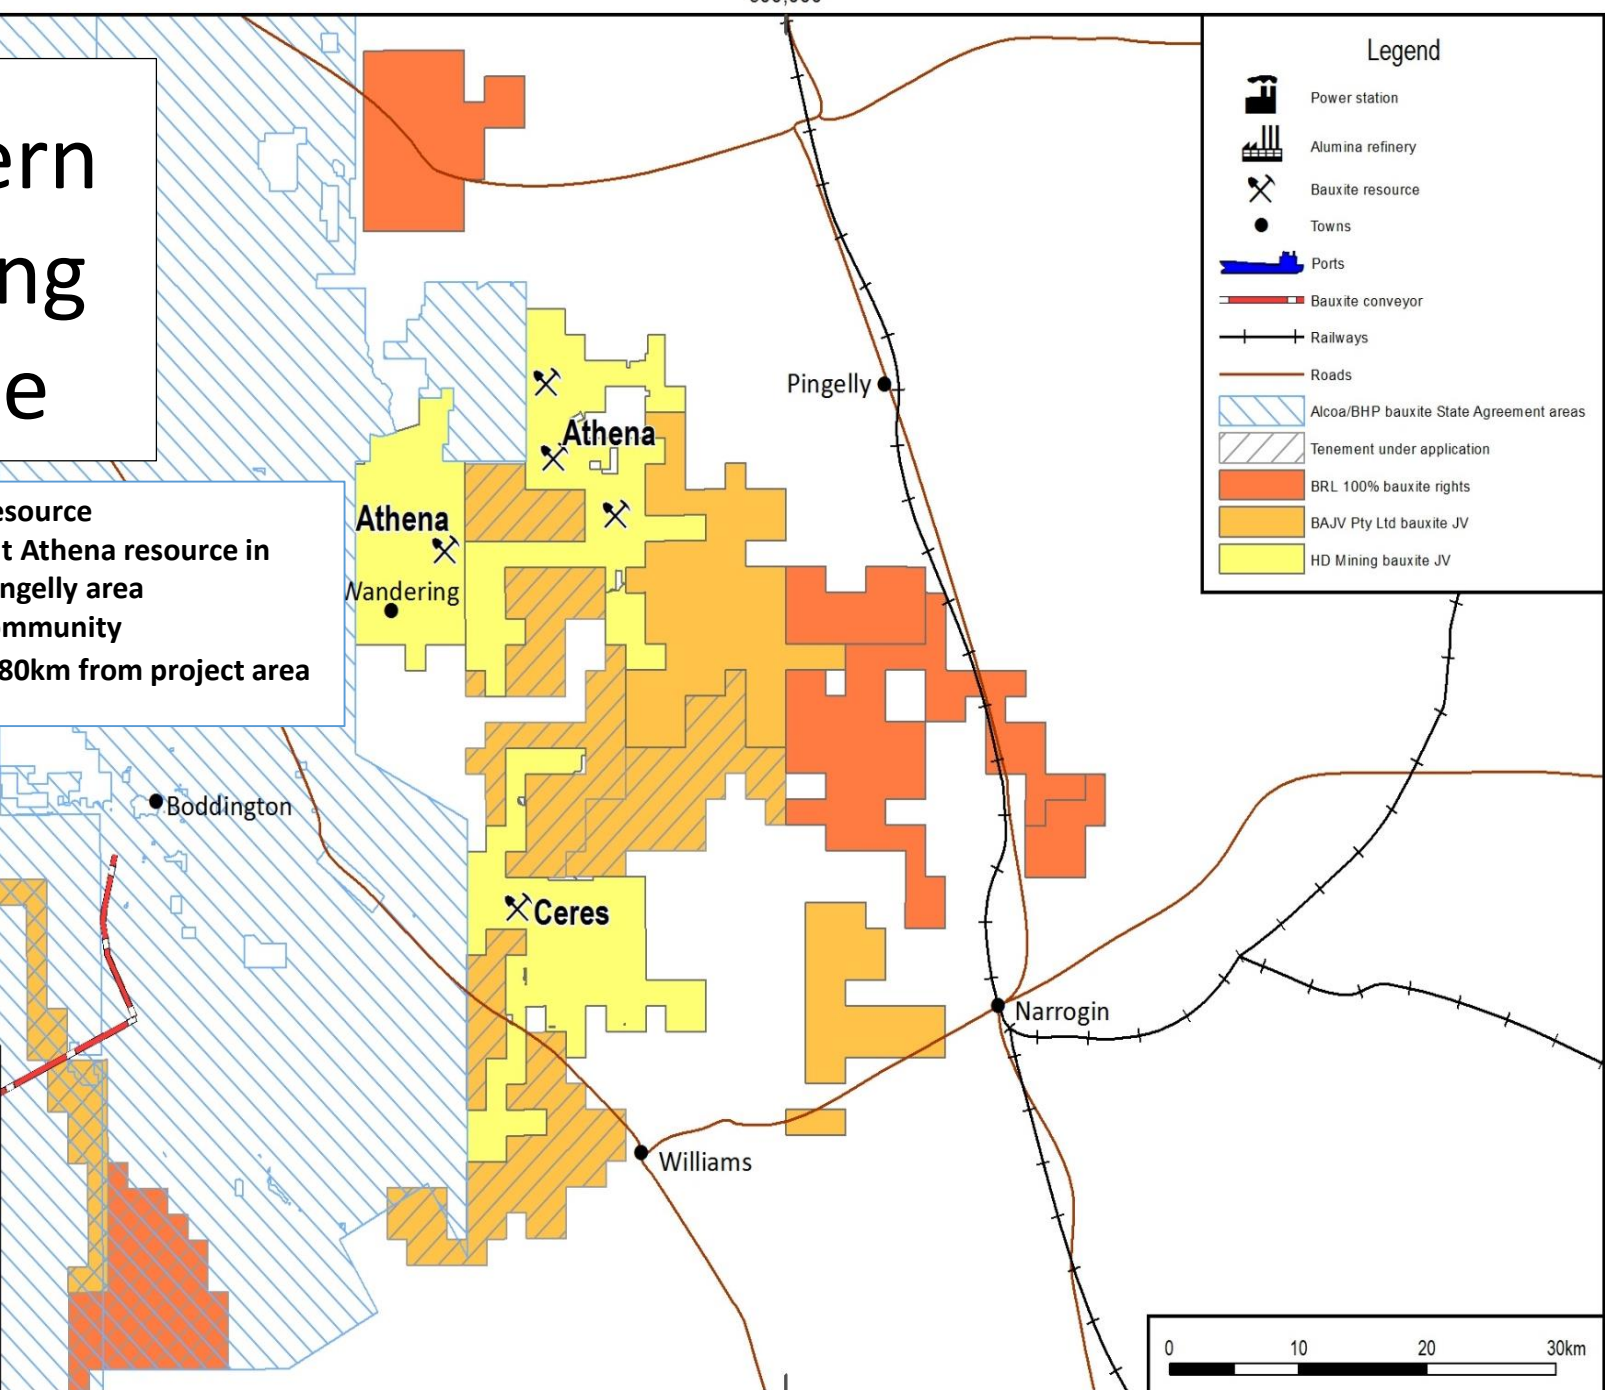 ern
ng
e
esource
t Athena resource in
ngelly area
ommunity
80km from project area
Legend
Power station
Alumina refinery
Bauxite resource
Towns
Ports
Bauxite conveyor
Railways
Roads
Alcoa/BHP bauxite State Agreement areas
Tenement under application
BRL 100% bauxite rights
BAJV Pty Ltd bauxite JV
HD Mining bauxite JV
Pingelly
Athena
Athena
Wandering
Boddington
Ceres
Narrogin
Williams
0 10 20 30km